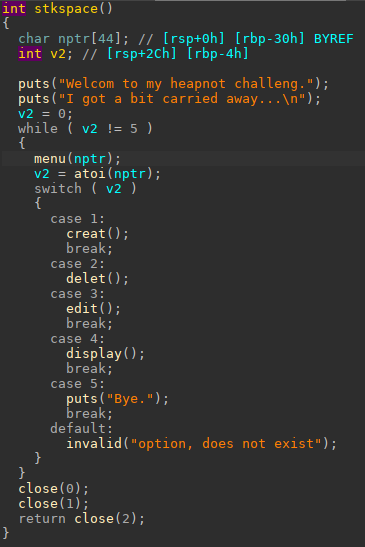 int stkspace()
{
  char nptr[44]; // [rsp+0h] [rbp-30h] BYREF
  int v2; // [rsp+2Ch] [rbp-4h]

  puts("Welcom to my heapnot challeng.");
  puts("I got a bit carried away...\n");
  v2 = 0;
  while ( v2 != 5 )
  {
    menu(nptr);
    v2 = atoi(nptr);
    switch ( v2 )
    {
      case 1:
        creat();
        break;
      case 2:
        delet();
        break;
      case 3:
        edit();
        break;
      case 4:
        display();
        break;
      case 5:
        puts("Bye.");
        break;
      default:
        invalid("option, does not exist");
    }
  }
  close(0);
  close(1);
  return close(2);
}